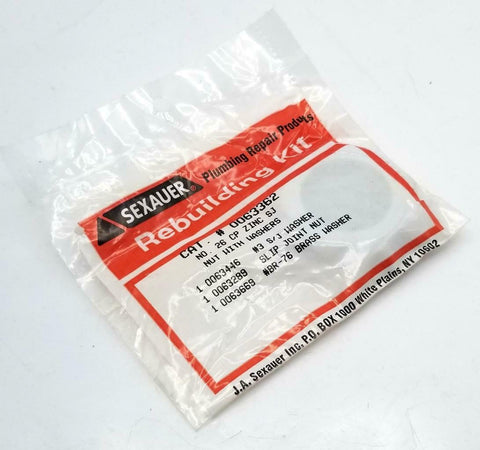 SEXAUER®
Plumbing Repair Products
Rebuilding Kit
CAT. # 0063362
NO. 26 CP ZINC SJ
NUT WITH WASHERS
1 0063446 #3 S/J WASHER
1 0063289 SLIP JOINT NUT
1 0063669 #BR-76 BRASS WASHER
J.A. Sexauer Inc. P.O. BOX 1000 White Plains, NY 10602